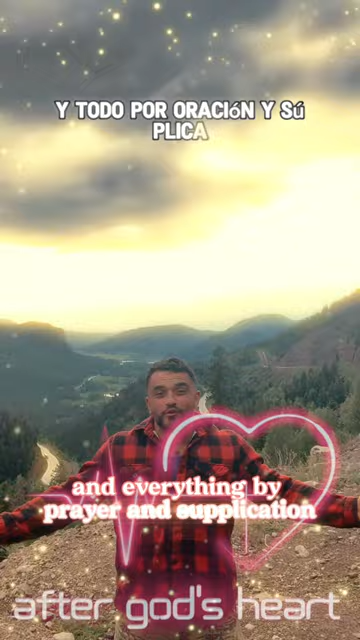 Y TODO POR ORACIóN Y Sú
PLICA
and everything by
prayer and supplication
after god's heart